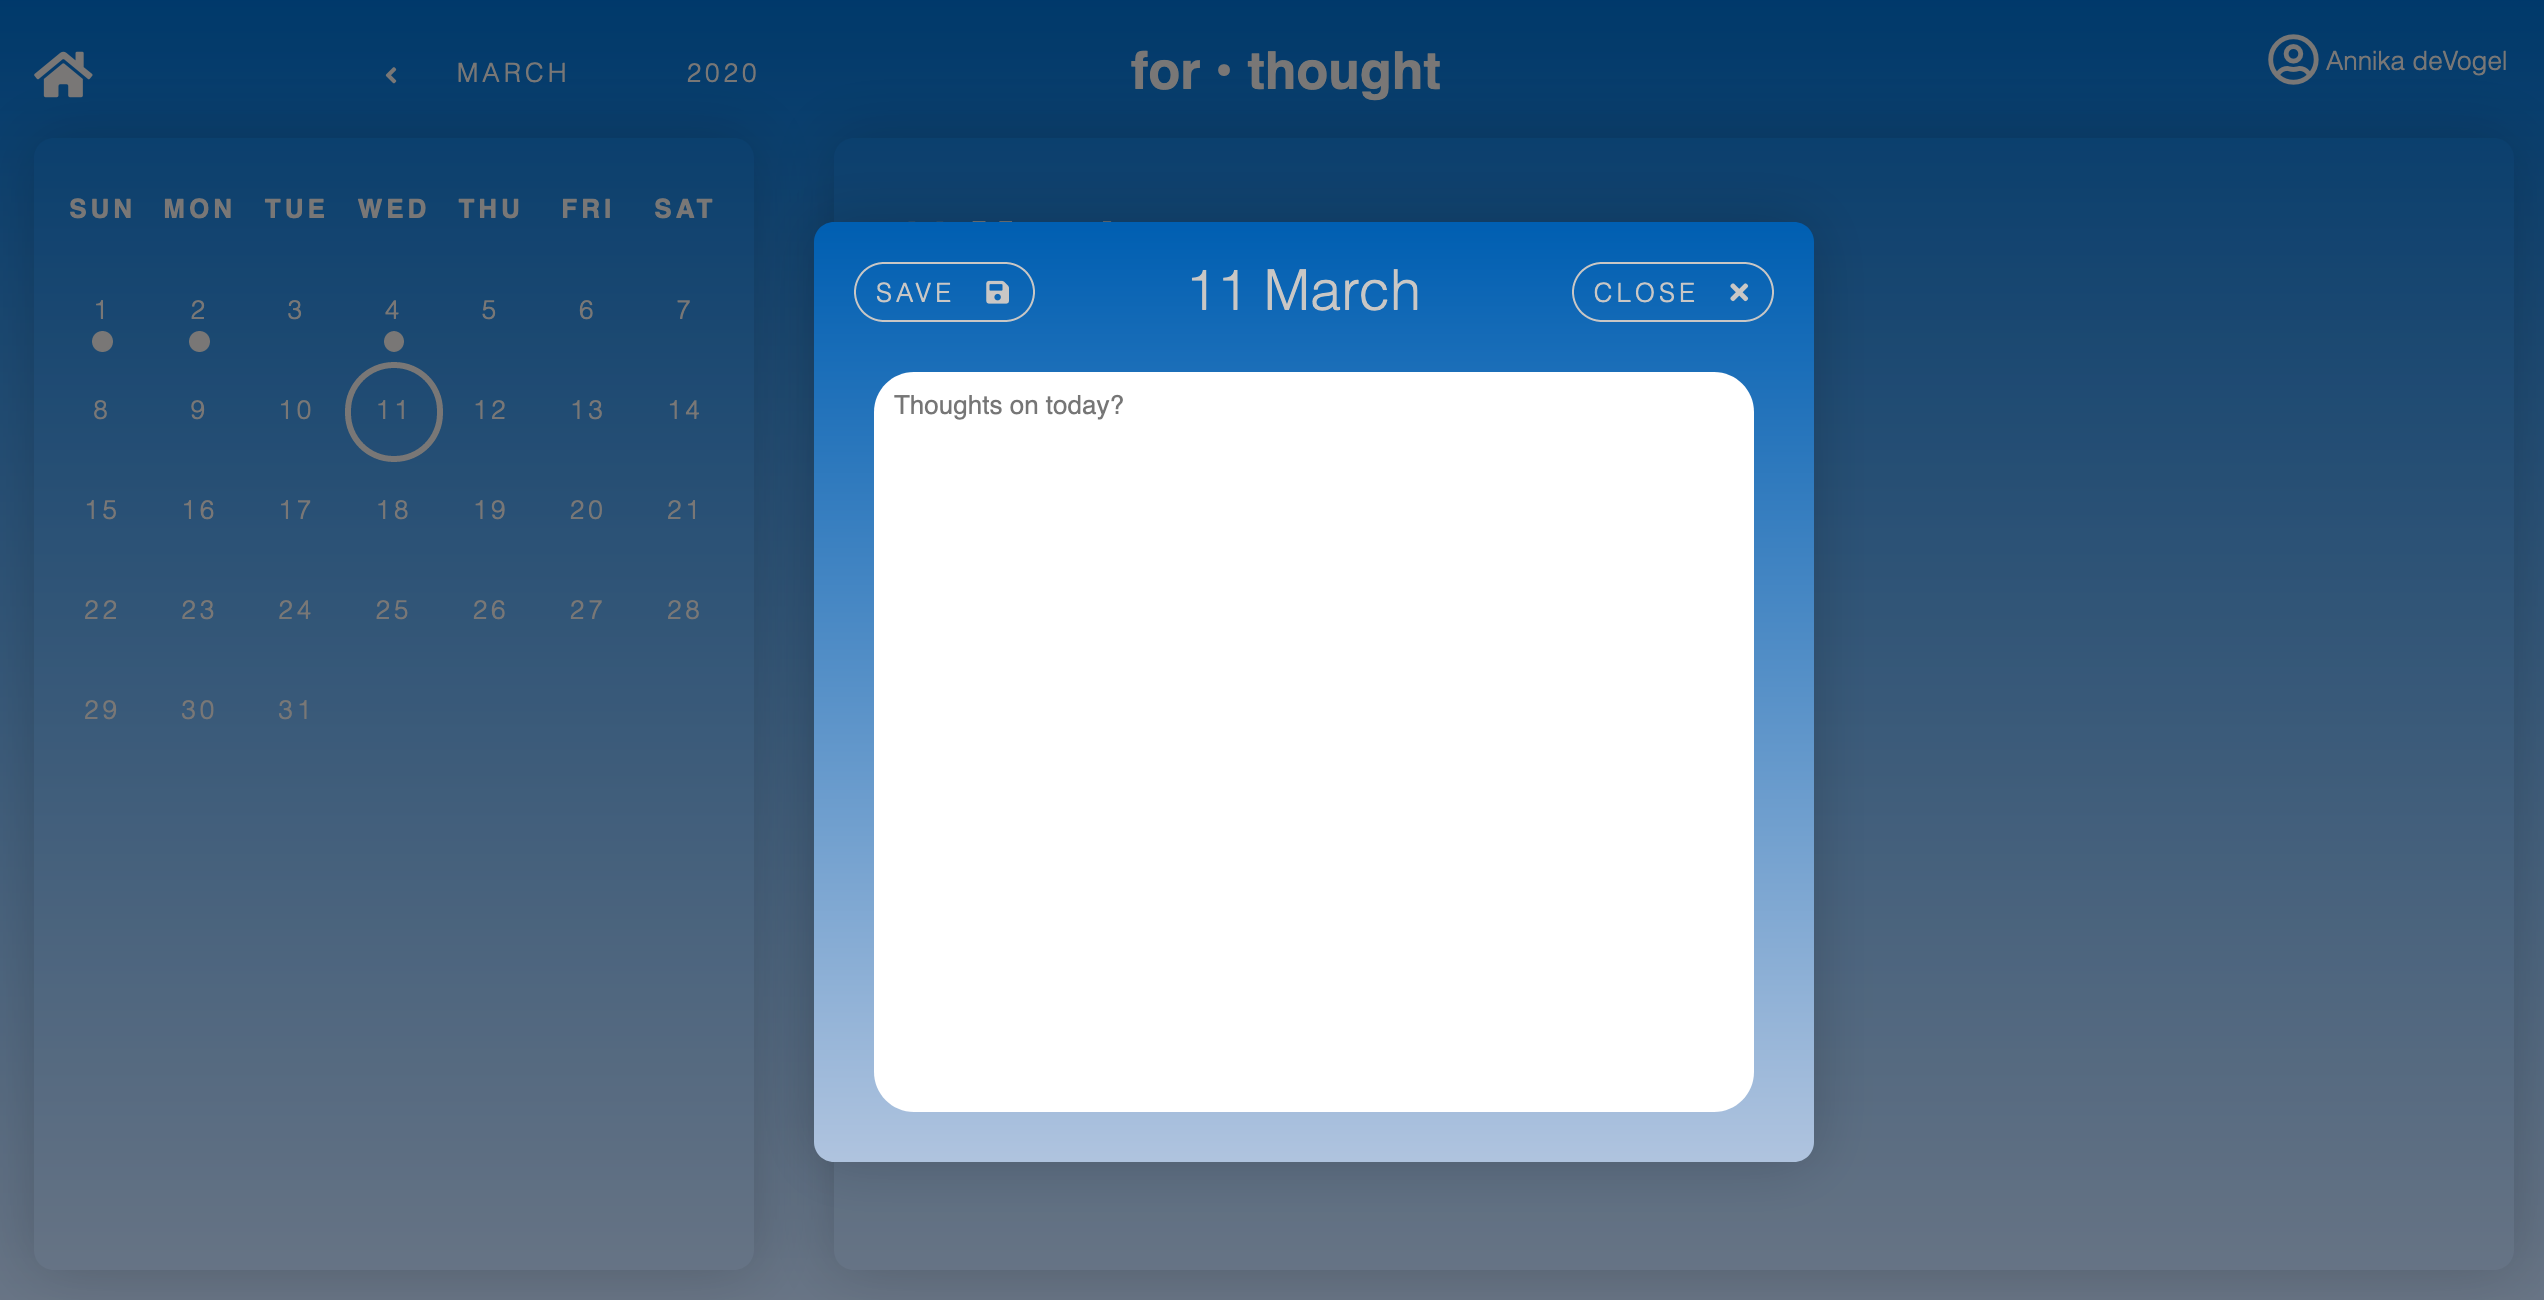 MARCH 2020
for • thought
Annika deVogel
SUN MON TUE WED THU FRI SAT
1 2 3 4 5 6 7
8 9 10 11 12 13 14
15 16 17 18 19 20 21
22 23 24 25 26 27 28
29 30 31
SAVE
11 March
CLOSE
Thoughts on today?